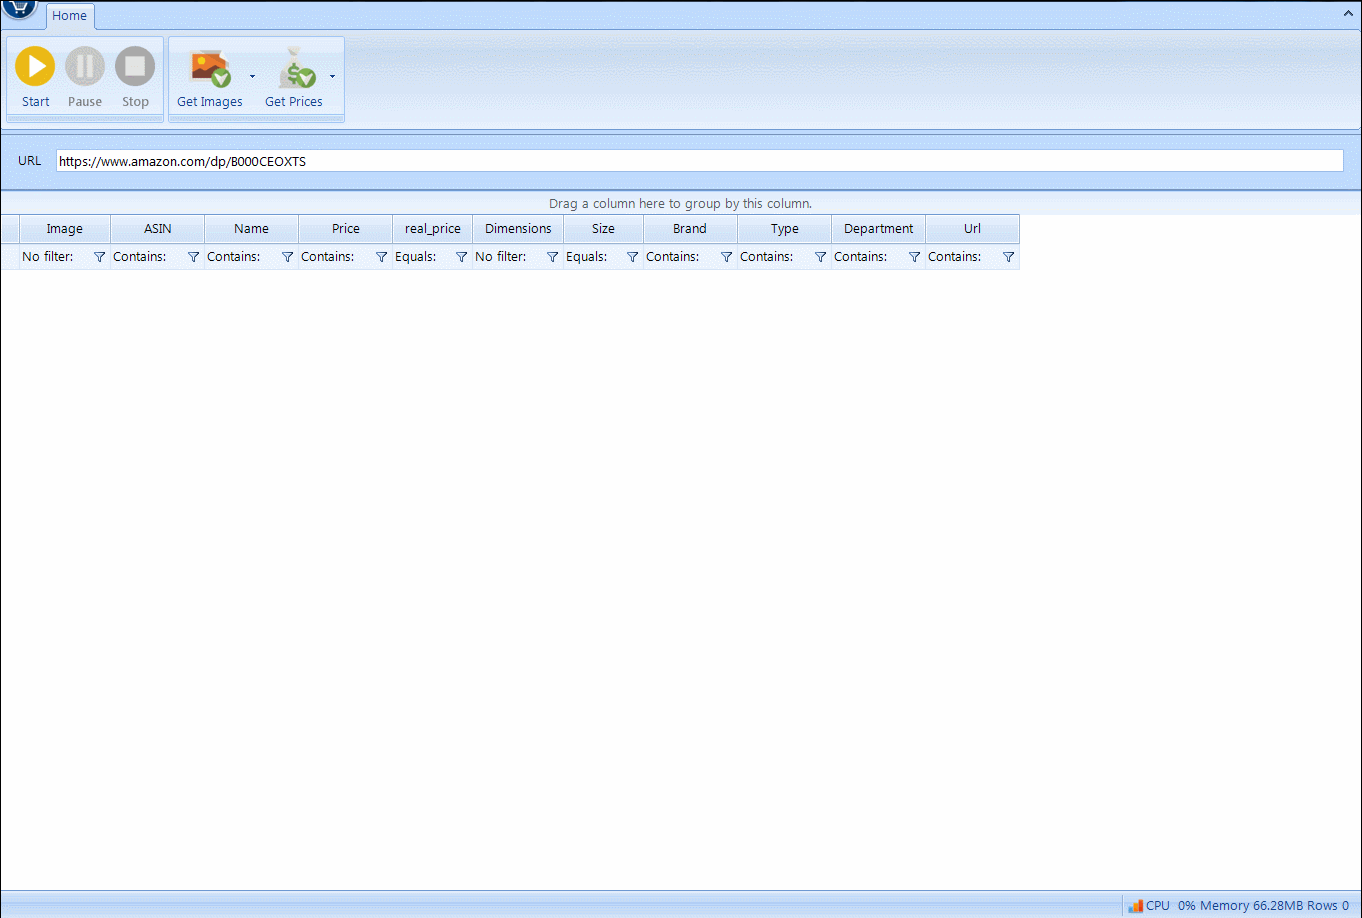 Home
Start Pause Stop Get Images Get Prices
URL https://www.amazon.com/dp/B000CEOXTS
Drag a column here to group by this column.
Image ASIN Name Price real_price Dimensions Size Brand Type Department Url
No filter: Contains: Contains: Contains: Equals: No filter: Equals: Contains: Contains: Contains: Contains:
CPU 0% Memory 66.28MB Rows 0